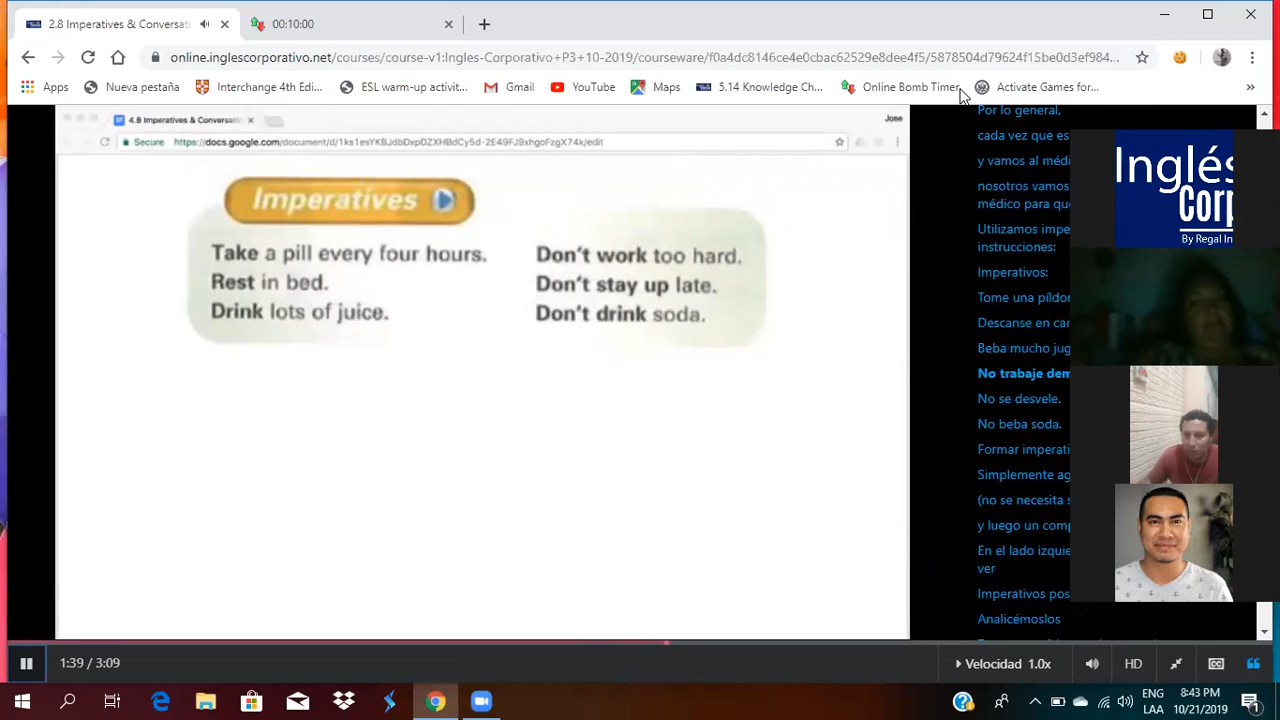 2.8 Imperatives & Conversati
00:10:00
online.inglescorporativo.net/courses/course-v1:Ingles-Corporativo+P3+10-2019/courseware/f0a4dc8146ce4e0cbac62529e8dee4f5/5878504d79624f15be0d3ef984...
Apps
Nueva pestaña
Interchange 4th Edi...
ESL warm-up activit...
Gmail
YouTube
Maps
1.14 Knowledge Ch...
Online Bomb Timer
Activate Games for...
»
4.8 Imperatives & Conversat
Jose
Secure
https://docs.google.com/document/d/1ks1esYKBJdbDxpDZXHBdCy5d-2E49FJ9xhgoFzgX74k/edit
Imperatives
Take a pill every four hours.
Rest in bed.
Drink lots of juice.
Don't work too hard.
Don't stay up late.
Don't drink soda.
Por lo general,
cada vez que es
y vamos al médi
nosotros vamos
médico para qu
Utilizamos impe
instrucciones:
Imperativos:
Tome una píldor
Descanse en car
Beba mucho jug
No trabaje dem
No se desvele.
No beba soda.
Formar imperati
Simplemente ag
(no se necesita s
y luego un comp
En el lado izquie
ver
Imperativos pos
Analicémoslos
Inglés
Corp
By Regal In
1:39 / 3:09
Velocidad 1.0x
HD
ENG
LAA
8:43 PM
10/21/2019